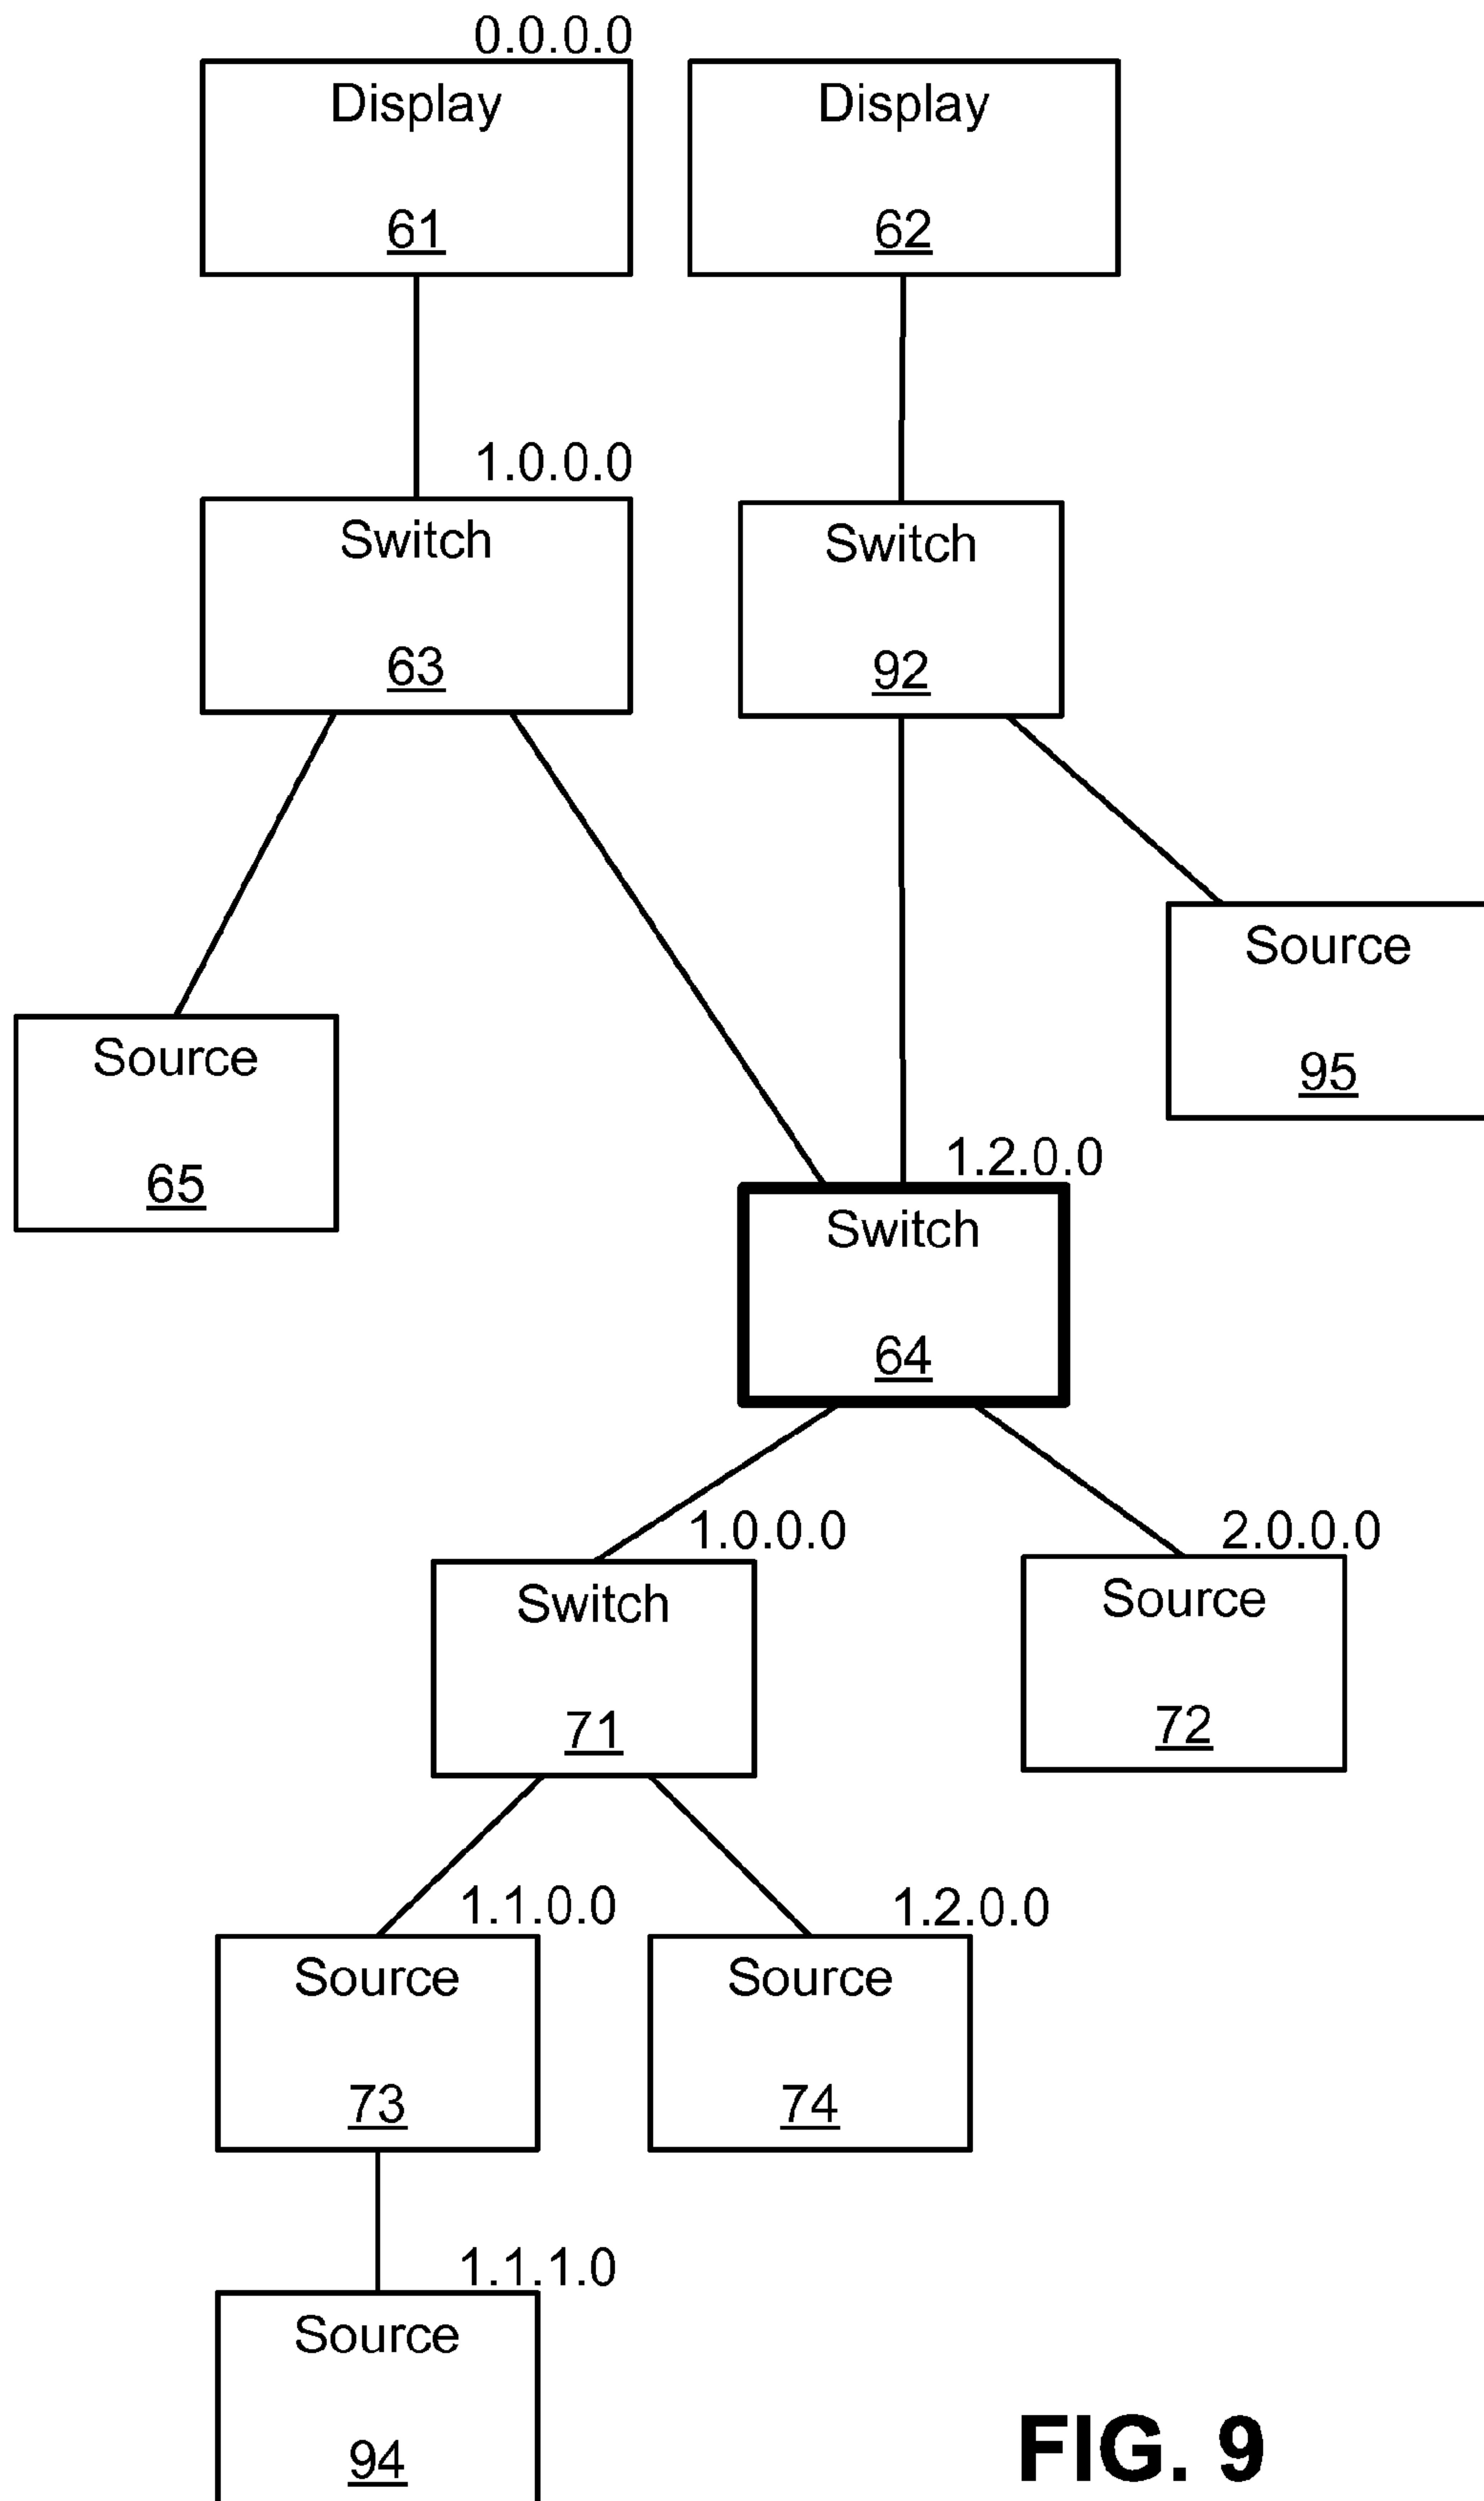 0.0.0.0
Display
61
Display
62
1.0.0.0
Switch
63
Switch
92
Source
95
Source
65
1.2.0.0
Switch
64
1.0.0.0
Switch
71
2.0.0.0
Source
72
1.1.0.0
Source
73
1.2.0.0
Source
74
1.1.1.0
Source
94
FIG. 9